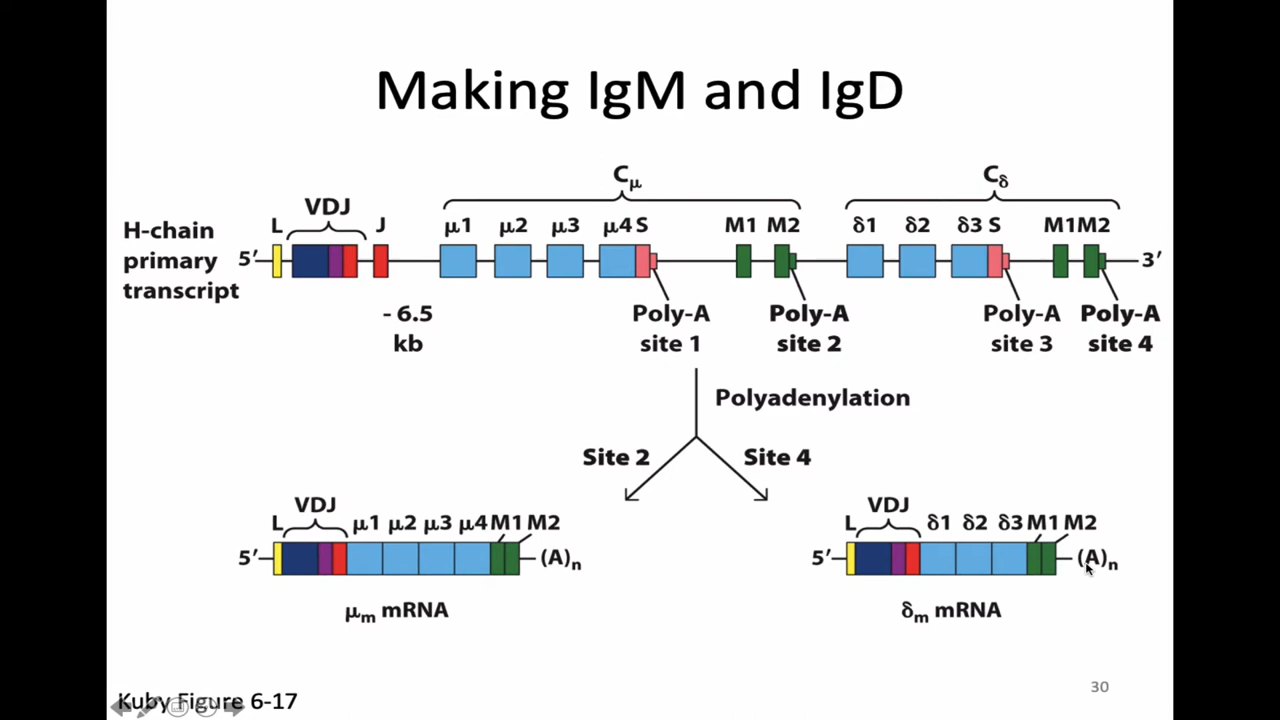 Making IgM and IgD
Cμ Cδ
L VDJ J μ1 μ2 μ3 μ4 S M1 M2 δ1 δ2 δ3 S M1 M2
H-chain
primary
transcript
5′ 3′
- 6.5
kb
Poly-A
site 1
Poly-A
site 2
Poly-A
site 3
Poly-A
site 4
Polyadenylation
Site 2 Site 4
VDJ
L μ1 μ2 μ3 μ4 M1 M2
5′ (A)n
μm mRNA
VDJ
L δ1 δ2 δ3 M1 M2
5′ (A)n
δm mRNA
Kuby Figure 6-17
30